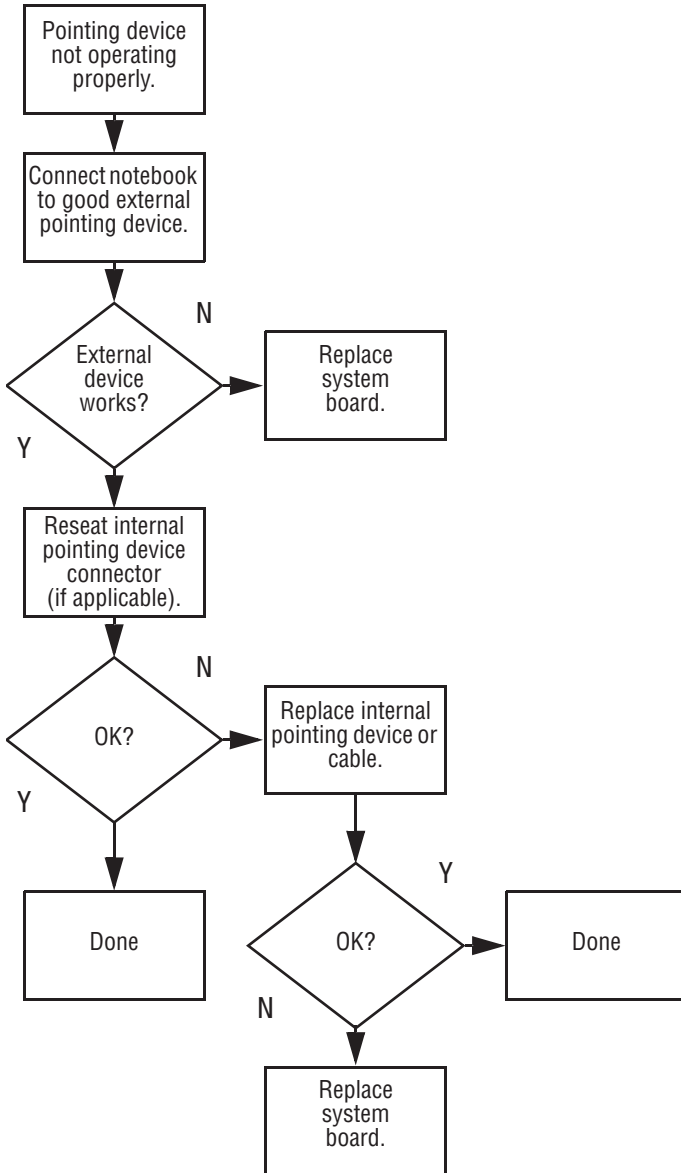 Pointing device
not operating
properly.
Connect notebook
to good external
pointing device.
N
External
device
works?
Replace
system
board.
Y
Reseat internal
pointing device
connector
(if applicable).
N
OK?
Replace internal
pointing device or
cable.
Y
Y
Done
OK?
Done
N
Replace
system
board.